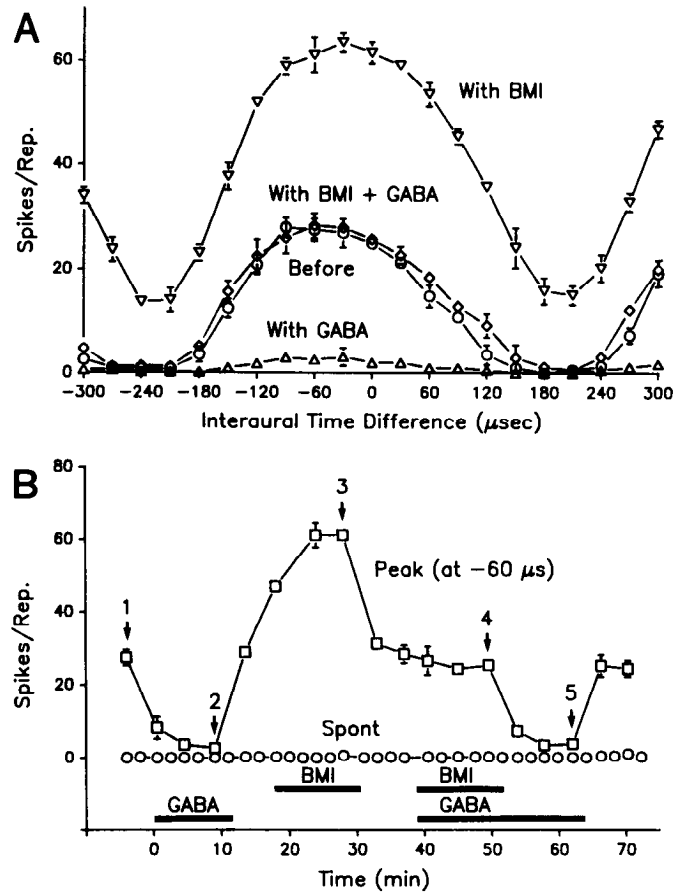 A
Spikes/Rep.
60
40
20
0
With BMI
With BMI + GABA
Before
With GABA
-300 -240 -180 -120 -60 0 60 120 180 240 300
Interaural Time Difference (μsec)
B
Spikes/Rep.
80
60
40
20
0
1
2
3
4
5
Peak (at -60 μs)
Spont
BMI BMI
GABA GABA
0 10 20 30 40 50 60 70
Time (min)